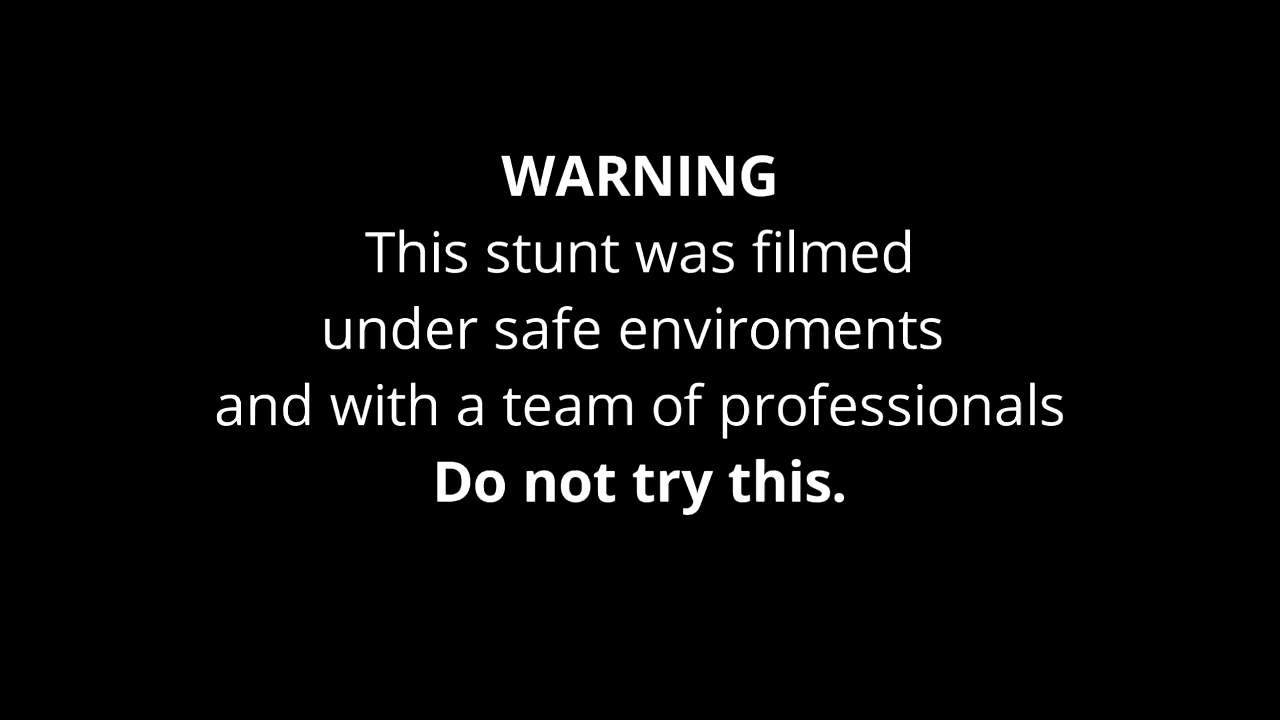 WARNING
This stunt was filmed
under safe enviroments
and with a team of professionals
Do not try this.